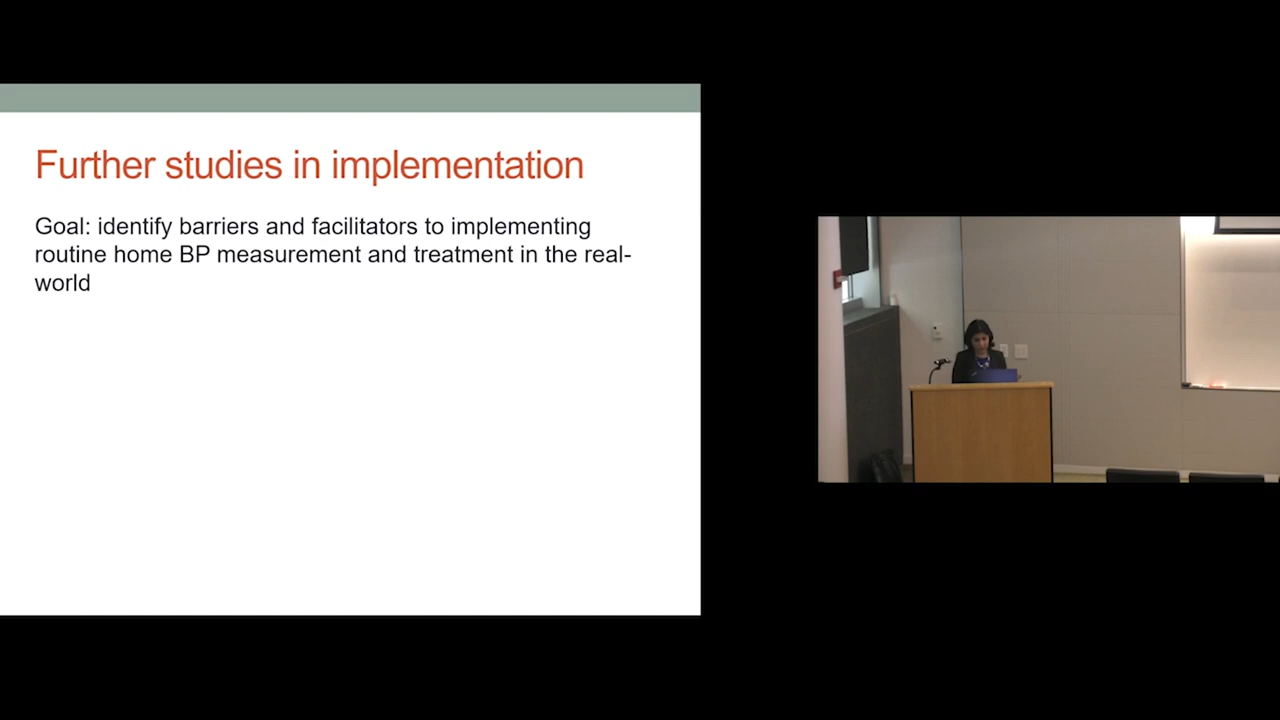 Further studies in implementation
Goal: identify barriers and facilitators to implementing
routine home BP measurement and treatment in the real-
world